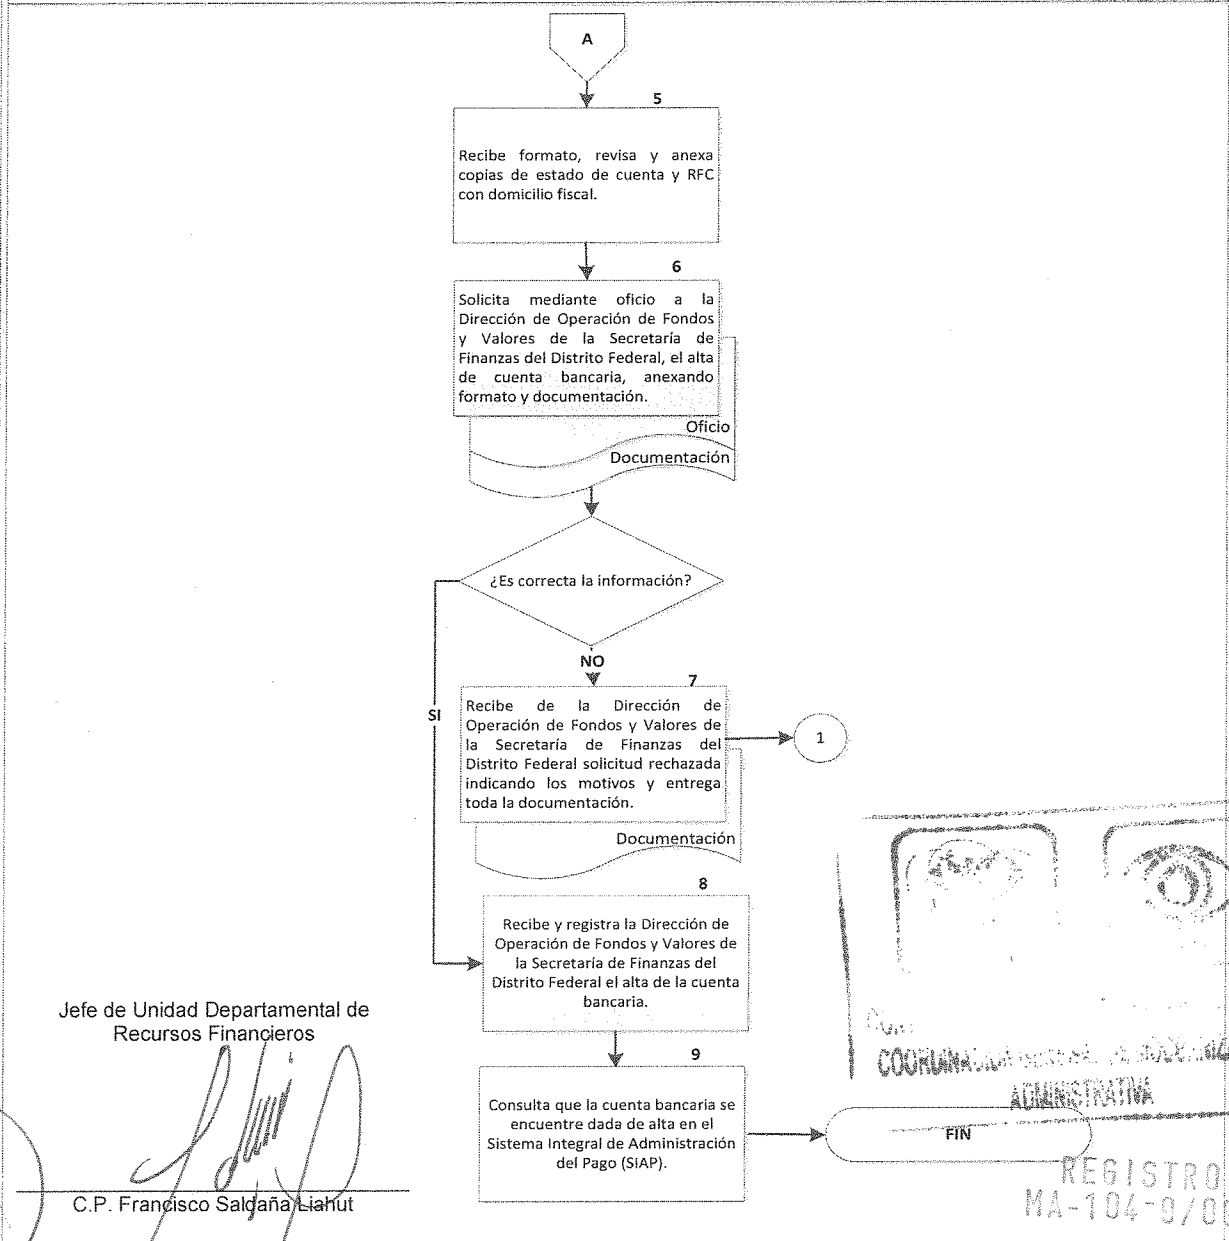 A
5
Recibe formato, revisa y anexa
copias de estado de cuenta y RFC
con domicilio fiscal.
6
Solicita mediante oficio a la
Dirección de Operación de Fondos
y Valores de la Secretaría de
Finanzas del Distrito Federal, el alta
de cuenta bancaria, anexando
formato y documentación.
Oficio
Documentación
¿Es correcta la información?
NO
SI
7
Recibe de la Dirección de
Operación de Fondos y Valores de
la Secretaría de Finanzas del
Distrito Federal solicitud rechazada
indicando los motivos y entrega
toda la documentación.
1
Documentación
8
Recibe y registra la Dirección de
Operación de Fondos y Valores de
la Secretaría de Finanzas del
Distrito Federal el alta de la cuenta
bancaria.
9
Consulta que la cuenta bancaria se
encuentre dada de alta en el
Sistema Integral de Administración
del Pago (SIAP).
FIN
Jefe de Unidad Departamental de
Recursos Financieros
C.P. Francisco Saldaña Liahut
ADMINISTRATIVA
REGISTRO
MA-104-9/0